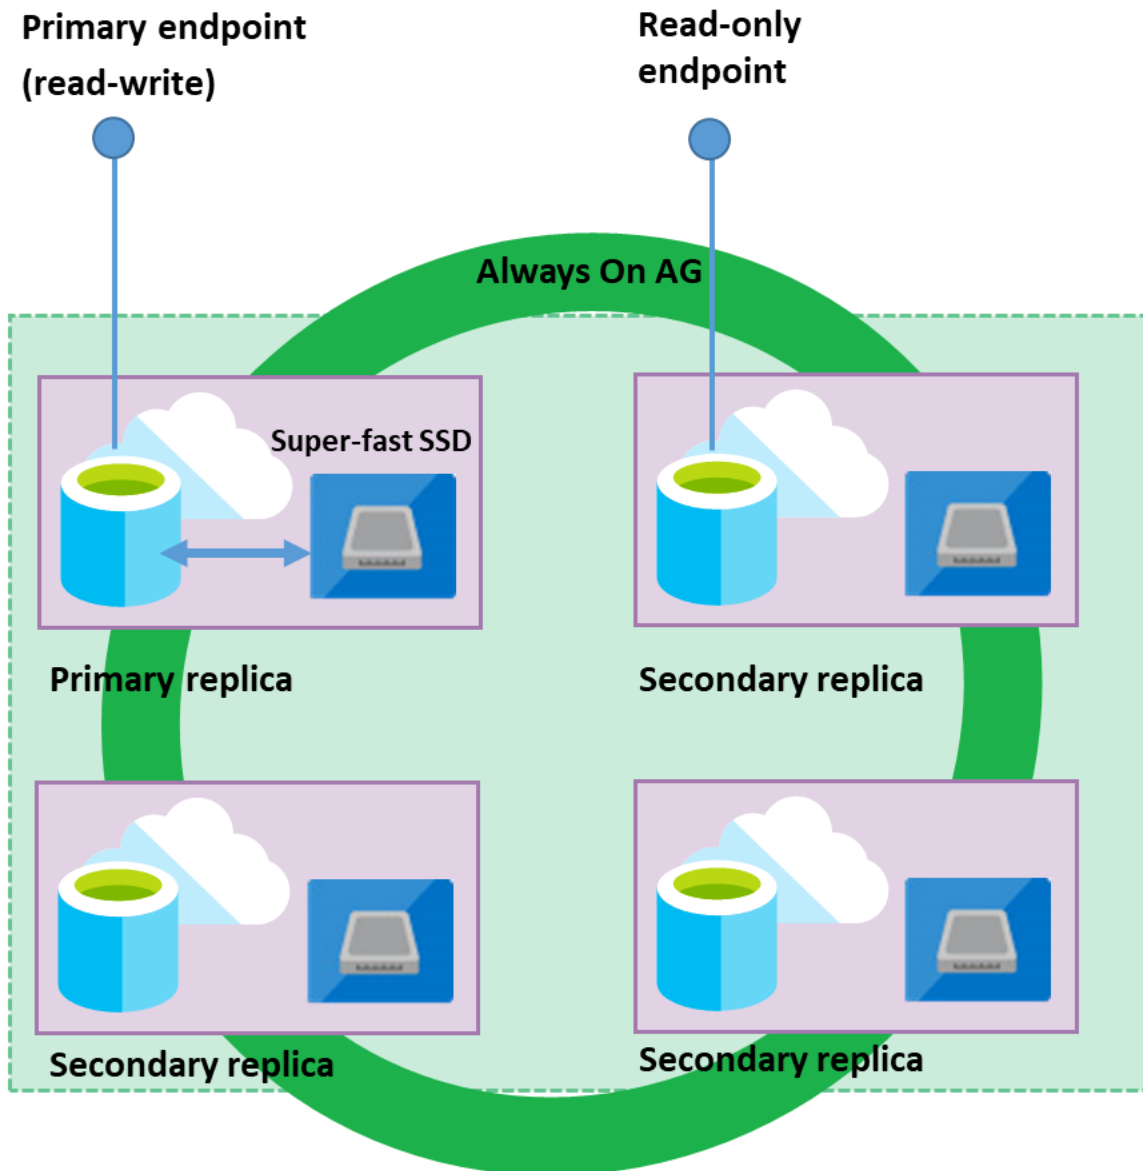 Primary endpoint
(read-write)
Read-only
endpoint
Always On AG
Super-fast SSD
Primary replica
Secondary replica
Secondary replica
Secondary replica